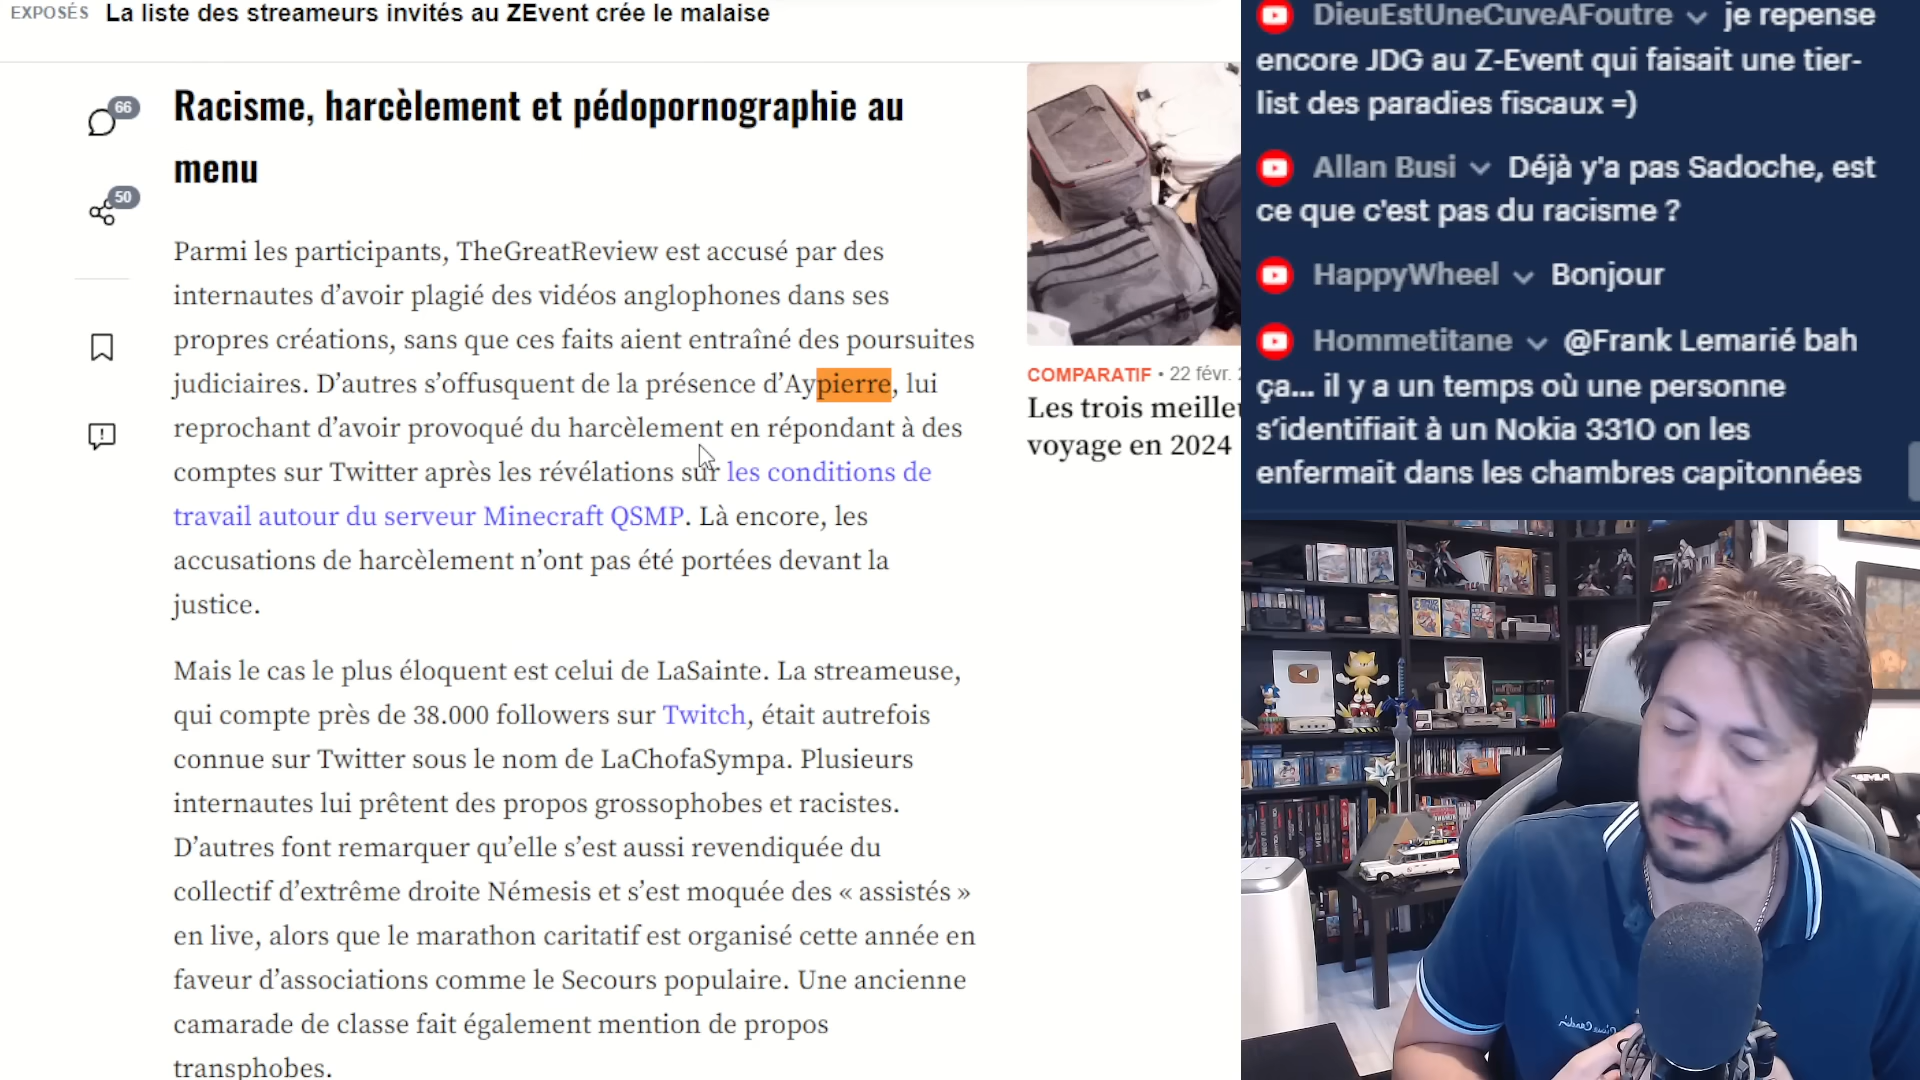 EXPOSÉS La liste des streameurs invités au ZEvent crée le malaise
66
50
Racisme, harcèlement et pédopornographie au
menu
Parmi les participants, TheGreatReview est accusé par des
internautes d’avoir plagié des vidéos anglophones dans ses
propres créations, sans que ces faits aient entraîné des poursuites
judiciaires. D’autres s’offusquent de la présence d’Aypierre, lui
reprochant d’avoir provoqué du harcèlement en répondant à des
comptes sur Twitter après les révélations sur les conditions de
travail autour du serveur Minecraft QSMP. Là encore, les
accusations de harcèlement n’ont pas été portées devant la
justice.
Mais le cas le plus éloquent est celui de LaSainte. La streameuse,
qui compte près de 38.000 followers sur Twitch, était autrefois
connue sur Twitter sous le nom de LaChofaSympa. Plusieurs
internautes lui prêtent des propos grossophobes et racistes.
D’autres font remarquer qu’elle s’est aussi revendiquée du
collectif d’extrême droite Némesis et s’est moquée des « assistés »
en live, alors que le marathon caritatif est organisé cette année en
faveur d’associations comme le Secours populaire. Une ancienne
camarade de classe fait également mention de propos
transphobes.
COMPARATIF • 22 févr.
Les trois meille
voyage en 2024
DieuEstUneCuveAFoutre je repense
encore JDG au Z-Event qui faisait une tier-
list des paradies fiscaux =)
Allan Busi Déjà y'a pas Sadoche, est
ce que c'est pas du racisme ?
HappyWheel Bonjour
Hommetitane @Frank Lemarié bah
ça... il y a un temps où une personne
s’identifiait à un Nokia 3310 on les
enfermait dans les chambres capitonnées